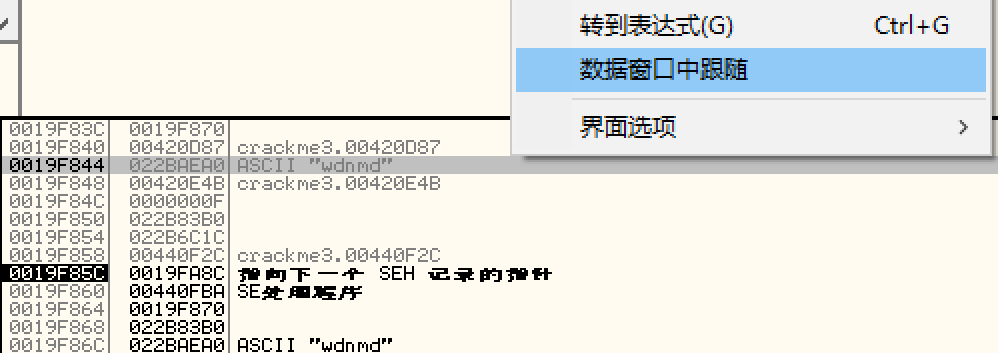 转到表达式(G) Ctrl+G
数据窗口中跟随
界面选项
0019F83C 0019F870
0019F840 00420D87 crackme3.00420D87
0019F844 022BAEA0 ASCII "wdnmd"
0019F848 00420E4B crackme3.00420E4B
0019F84C 0000000F
0019F850 022B83B0
0019F854 022B6C1C
0019F858 00440F2C crackme3.00440F2C
0019F85C 0019FA8C 指向下一个 SEH 记录的指针
0019F860 00440FBA SE处理程序
0019F864 0019F870
0019F868 022B83B0
0019F86C 022BAEA0 ASCII "wdnmd"